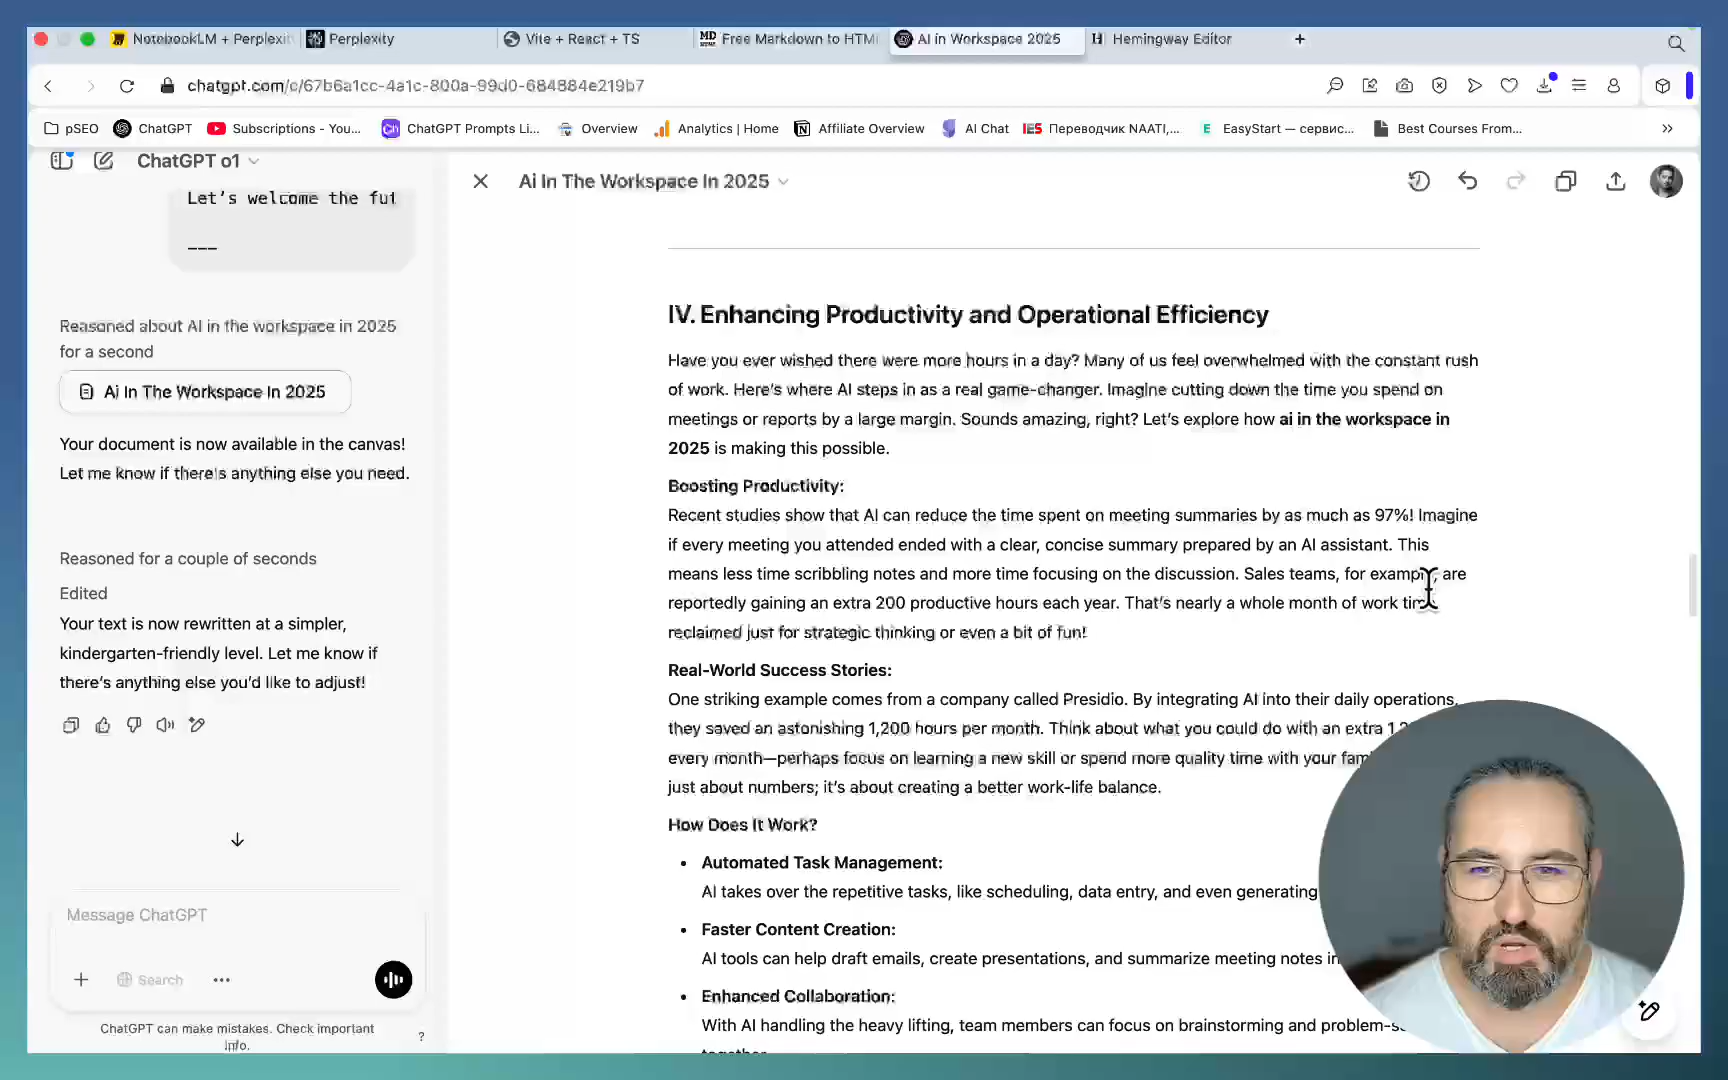 NotebookLM + Perplexi
Perplexity
Vite + React + TS
Free Markdown to HTM
AI in Workspace 2025
Hemingway Editor
chatgpt.com/c/67b6a1cc-4a1c-800a-99d0-684884e219b7
pSEO
ChatGPT
Subscriptions - You...
ChatGPT Prompts Li...
Overview
Analytics | Home
Affiliate Overview
AI Chat
IES Переводчик NAATI,...
EasyStart — сервис...
Best Courses From...
ChatGPT o1
Let's welcome the fut
---
Reasoned about AI in the workspace in 2025
for a second
Ai In The Workspace In 2025
Your document is now available in the canvas!
Let me know if there's anything else you need.
Reasoned for a couple of seconds
Edited
Your text is now rewritten at a simpler,
kindergarten-friendly level. Let me know if
there's anything else you'd like to adjust!
Message ChatGPT
Search
ChatGPT can make mistakes. Check important
info.
?
Ai In The Workspace In 2025
IV. Enhancing Productivity and Operational Efficiency
Have you ever wished there were more hours in a day? Many of us feel overwhelmed with the constant rush
of work. Here's where AI steps in as a real game-changer. Imagine cutting down the time you spend on
meetings or reports by a large margin. Sounds amazing, right? Let's explore how ai in the workspace in
2025 is making this possible.
Boosting Productivity:
Recent studies show that AI can reduce the time spent on meeting summaries by as much as 97%! Imagine
if every meeting you attended ended with a clear, concise summary prepared by an AI assistant. This
means less time scribbling notes and more time focusing on the discussion. Sales teams, for example, are
reportedly gaining an extra 200 productive hours each year. That's nearly a whole month of work time
reclaimed just for strategic thinking or even a bit of fun!
Real-World Success Stories:
One striking example comes from a company called Presidio. By integrating AI into their daily operations,
they saved an astonishing 1,200 hours per month. Think about what you could do with an extra
every month—perhaps focus on learning a new skill or spend more quality time with your
just about numbers; it's about creating a better work-life balance.
How Does It Work?
• Automated Task Management:
AI takes over the repetitive tasks, like scheduling, data entry, and even generating
• Faster Content Creation:
AI tools can help draft emails, create presentations, and summarize meeting notes
• Enhanced Collaboration:
With AI handling the heavy lifting, team members can focus on brainstorming and
together